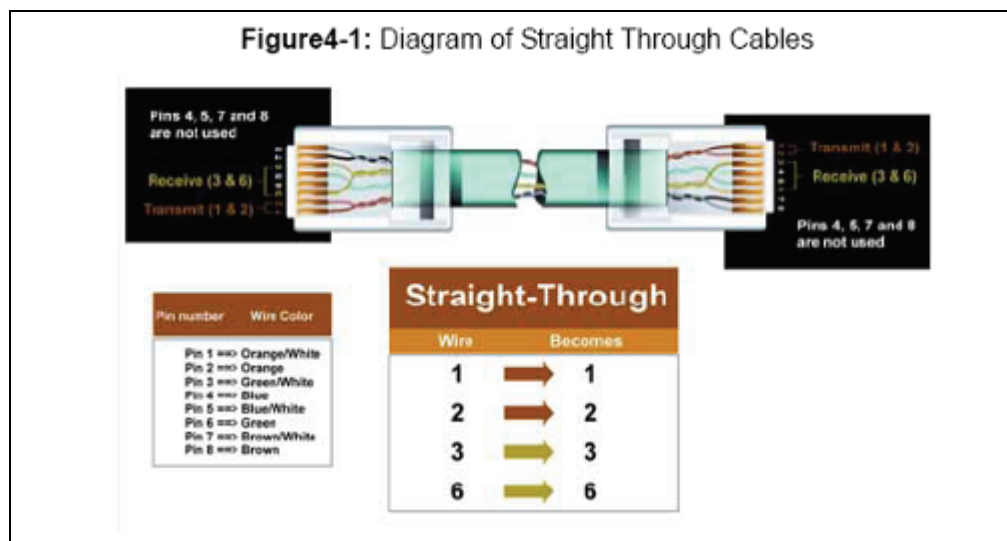 Figure4-1: Diagram of Straight Through Cables
Pins 4, 5, 7 and 8
are not used
Receive (3 & 6)
Transmit (1 & 2)
Transmit (1 & 2)
Receive (3 & 6)
Pins 4, 5, 7 and 8
are not used
Pin number Wire Color
Pin 1 ==> Orange/White
Pin 2 ==> Orange
Pin 3 ==> Green/White
Pin 4 ==> Blue
Pin 5 ==> Blue/White
Pin 6 ==> Green
Pin 7 ==> Brown/White
Pin 8 ==> Brown
Straight-Through
Wire Becomes
1 1
2 2
3 3
6 6